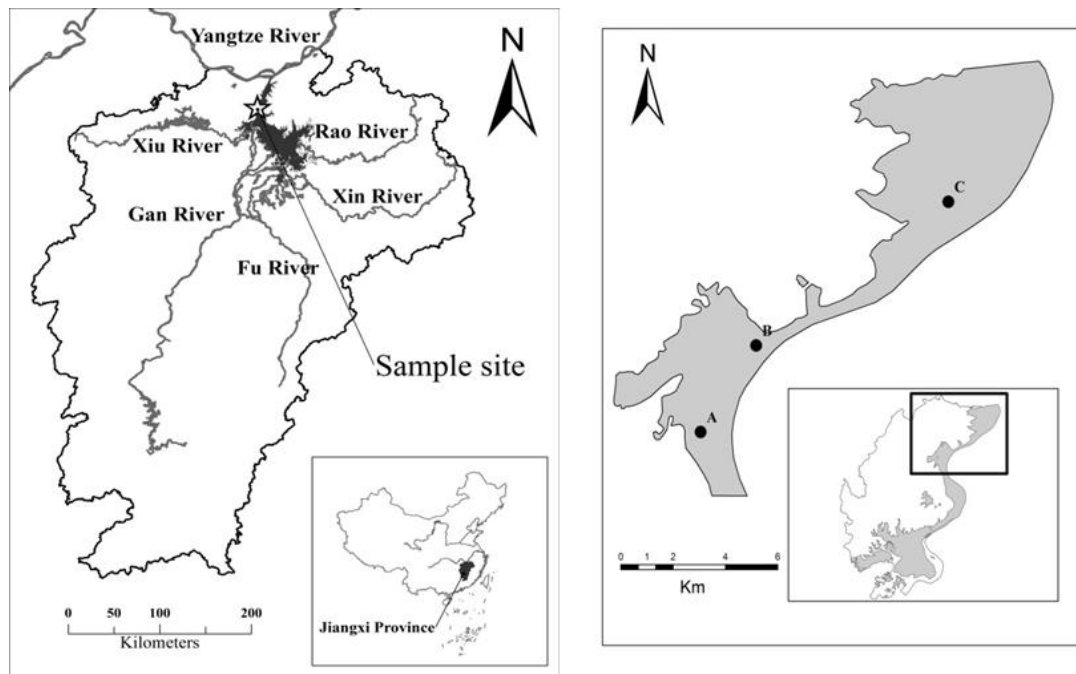 Yangtze River
N
Rao River
Xiu River
Xin River
Gan River
Fu River
Sample site
0 50 100 200
Kilometers
Jiangxi Province
N
C
B
A
0 1 2 4 6
Km